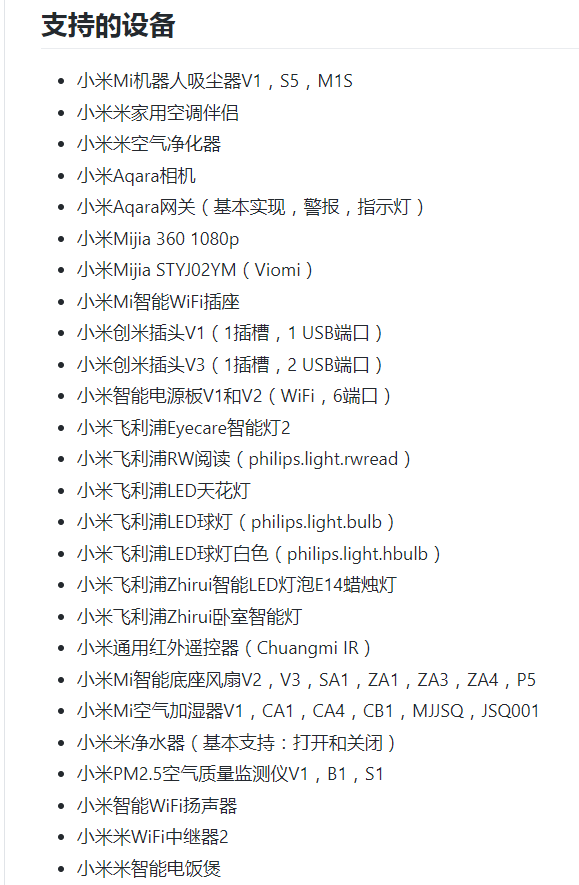 支持的设备
小米Mi机器人吸尘器V1，S5，M1S
小米米家用空调伴侣
小米米空气净化器
小米Aqara相机
小米Aqara网关（基本实现，警报，指示灯）
小米Mijia 360 1080p
小米Mijia STYJ02YM（Viomi）
小米Mi智能WiFi插座
小米创米插头V1（1插槽，1 USB端口）
小米创米插头V3（1插槽，2 USB端口）
小米智能电源板V1和V2（WiFi，6端口）
小米飞利浦Eyecare智能灯2
小米飞利浦RW阅读（philips.light.rwread）
小米飞利浦LED天花灯
小米飞利浦LED球灯（philips.light.bulb）
小米飞利浦LED球灯白色（philips.light.hbulb）
小米飞利浦Zhirui智能LED灯泡E14蜡烛灯
小米飞利浦Zhirui卧室智能灯
小米通用红外遥控器（Chuangmi IR）
小米Mi智能底座风扇V2，V3，SA1，ZA1，ZA3，ZA4，P5
小米Mi空气加湿器V1，CA1，CA4，CB1，MJJSQ，JSQ001
小米米净水器（基本支持：打开和关闭）
小米PM2.5空气质量监测仪V1，B1，S1
小米智能WiFi扬声器
小米米WiFi中继器2
小米米智能电饭煲